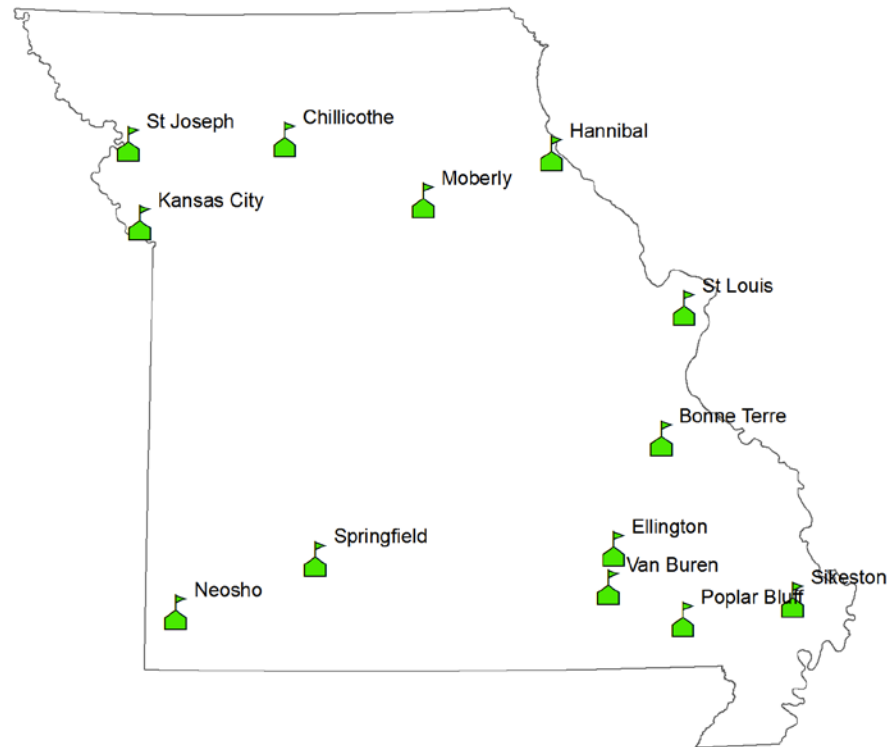 St Joseph
Chillicothe
Hannibal
Moberly
Kansas City
St Louis
Bonne Terre
Ellington
Springfield
Van Buren
Sikeston
Neosho
Poplar Bluff